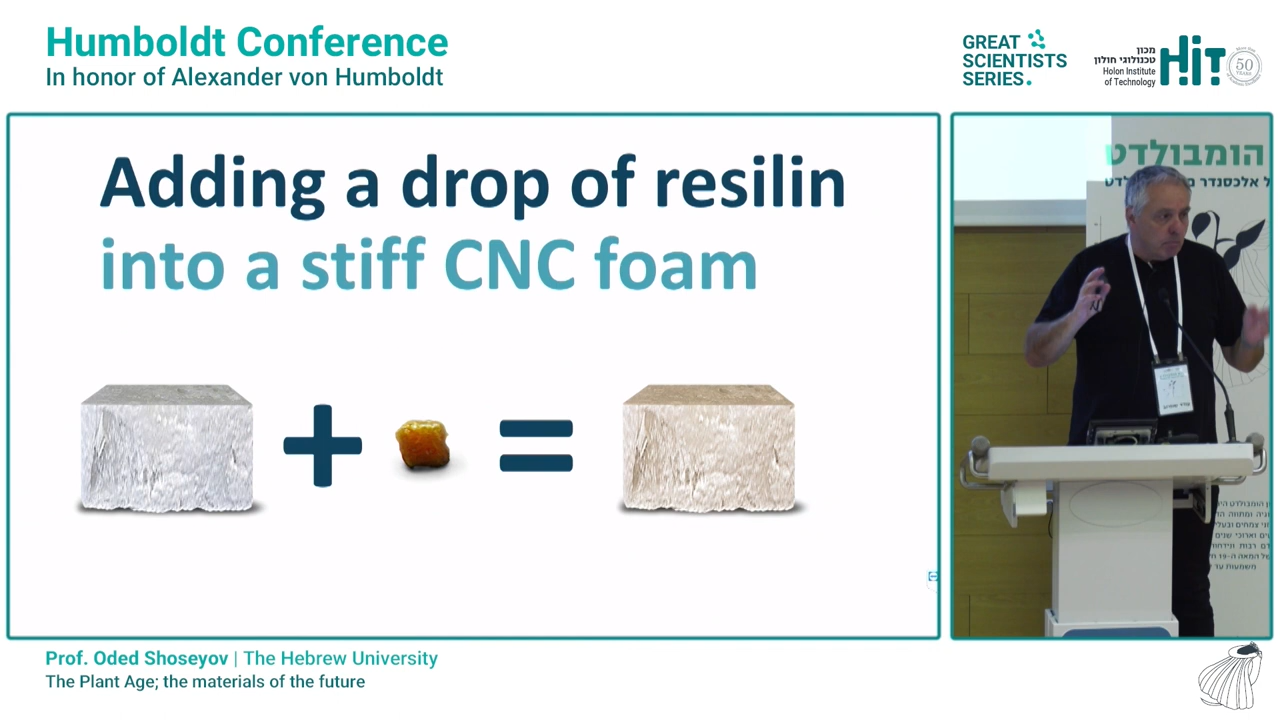 Humboldt Conference
In honor of Alexander von Humboldt
GREAT
SCIENTISTS
SERIES.
מכון
טכנולוגי חולון
Holon Institute
of Technology
HiT
50
YEARS
Adding a drop of resilin
into a stiff CNC foam
הומבולדט
אלכסנדר
Prof. Oded Shoseyov | The Hebrew University
The Plant Age; the materials of the future